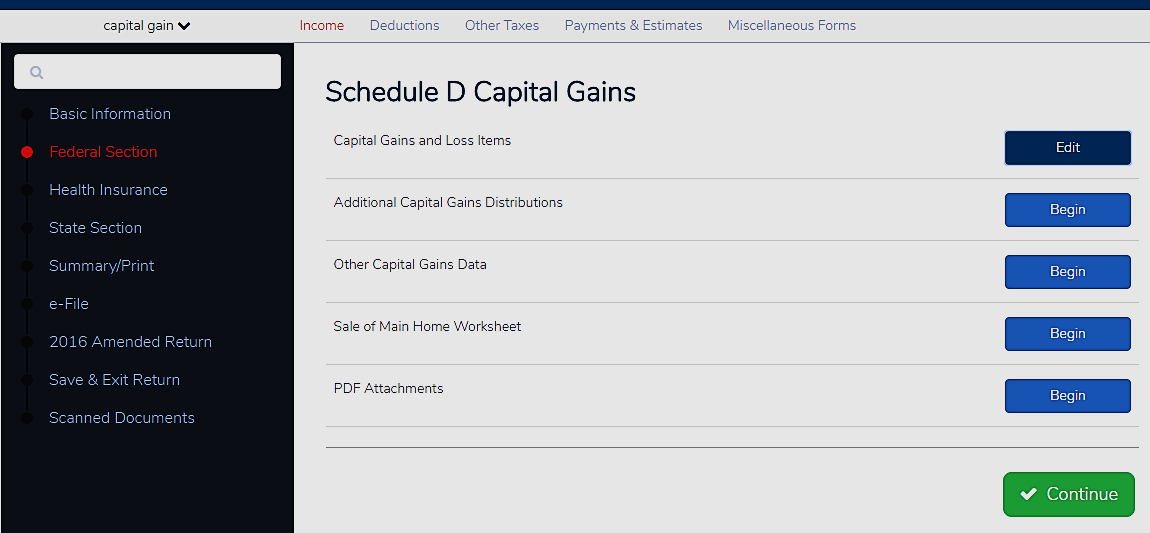 capital gain
Income Deductions Other Taxes Payments & Estimates Miscellaneous Forms
Basic Information
Federal Section
Health Insurance
State Section
Summary/Print
e-File
2016 Amended Return
Save & Exit Return
Scanned Documents
Schedule D Capital Gains
Capital Gains and Loss Items Edit
Additional Capital Gains Distributions Begin
Other Capital Gains Data Begin
Sale of Main Home Worksheet Begin
PDF Attachments Begin
Continue